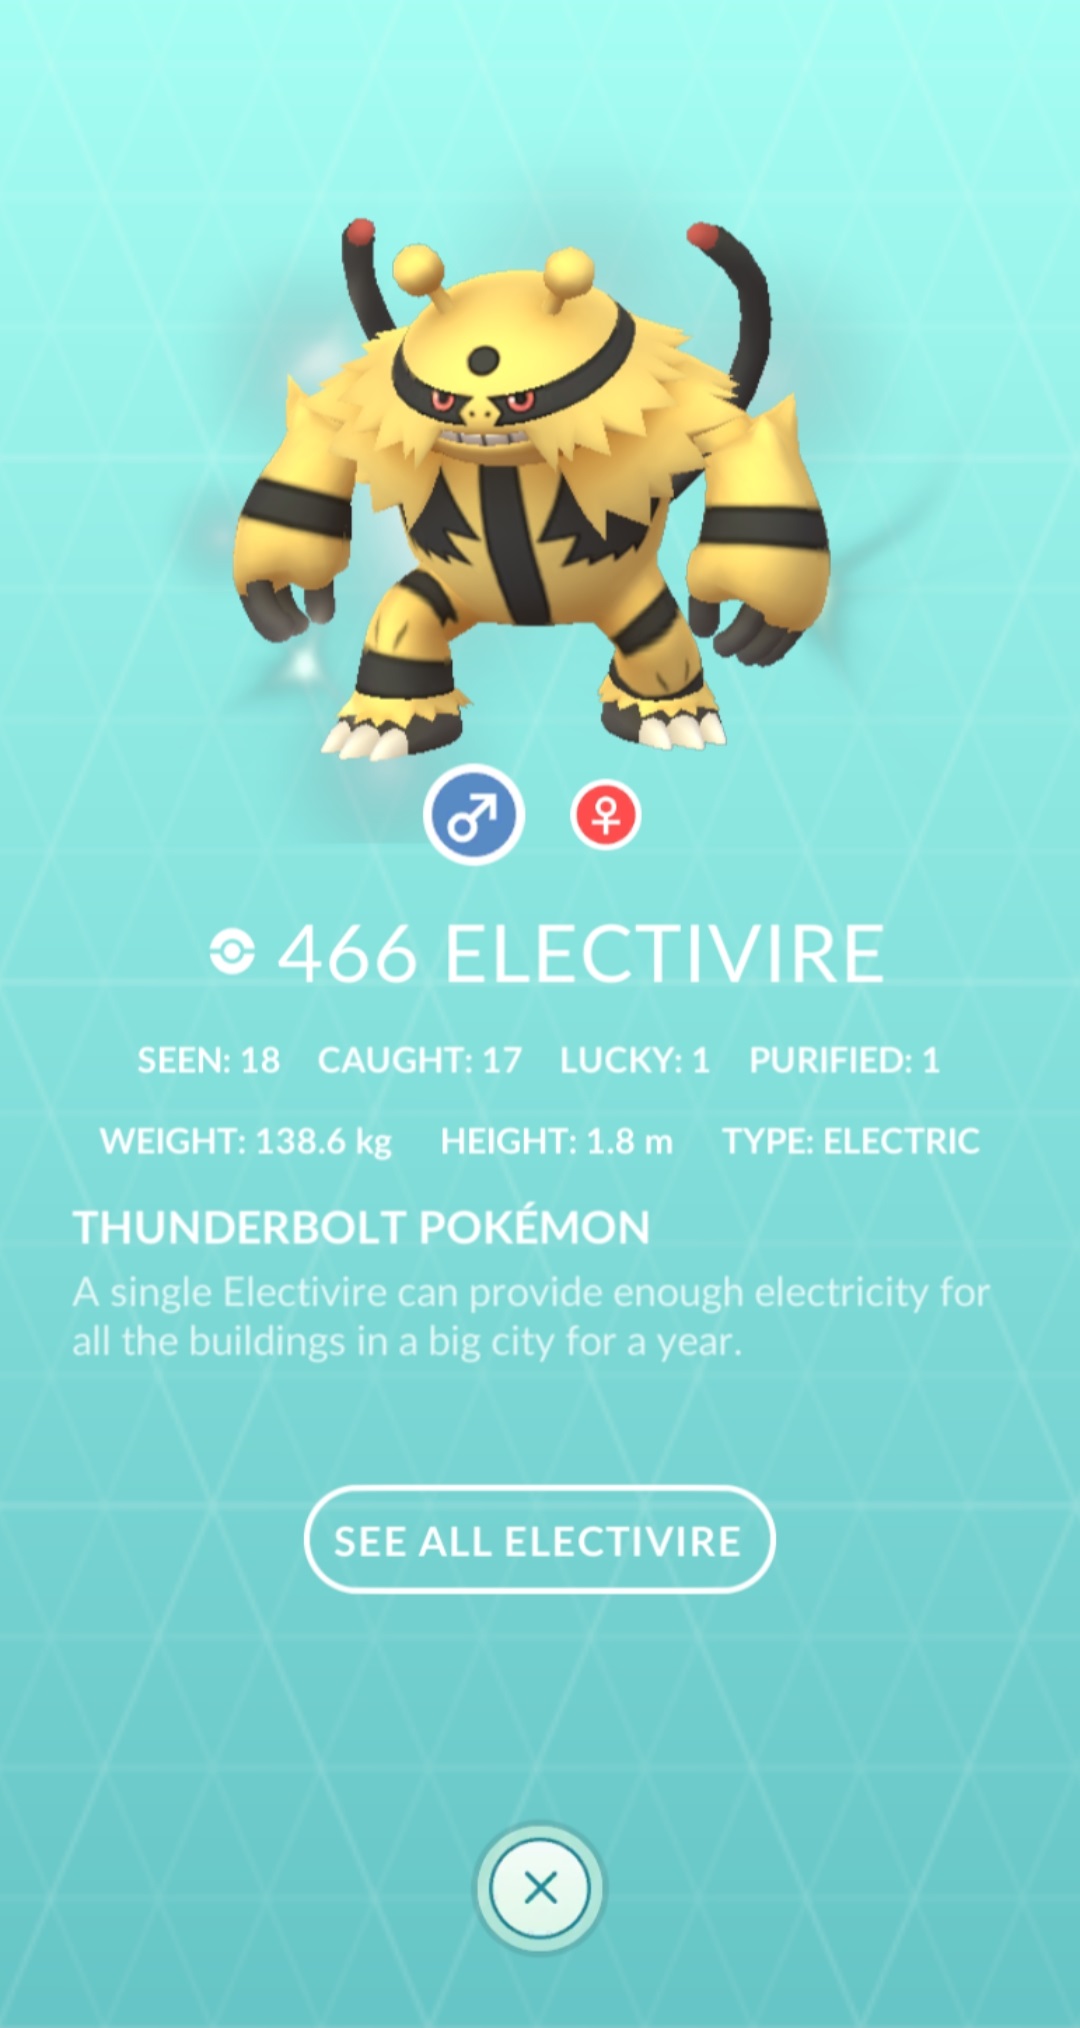 466 ELECTIVIRE
SEEN: 18 CAUGHT: 17 LUCKY: 1 PURIFIED: 1
WEIGHT: 138.6 kg HEIGHT: 1.8 m TYPE: ELECTRIC
THUNDERBOLT POKÉMON
A single Electivire can provide enough electricity for
all the buildings in a big city for a year.
SEE ALL ELECTIVIRE